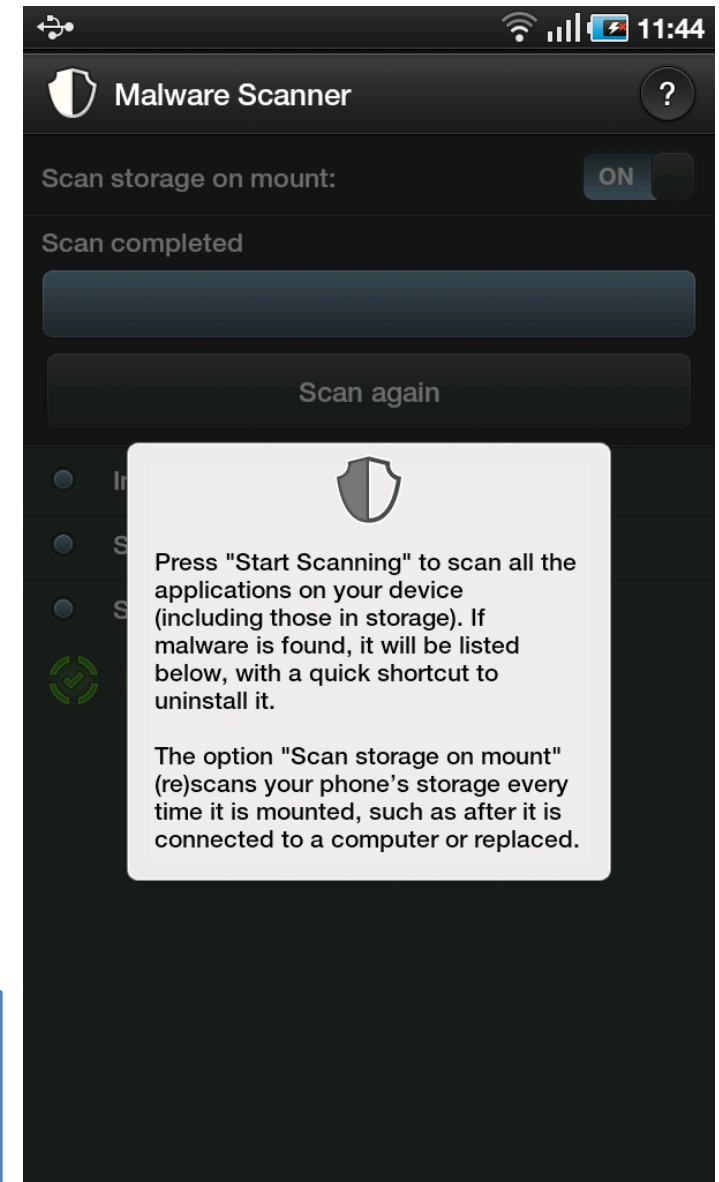 11:44
Malware Scanner
?
Scan storage on mount:
ON
Scan completed
Scan again
Press "Start Scanning" to scan all the
applications on your device
(including those in storage). If
malware is found, it will be listed
below, with a quick shortcut to
uninstall it.
The option "Scan storage on mount"
(re)scans your phone’s storage every
time it is mounted, such as after it is
connected to a computer or replaced.